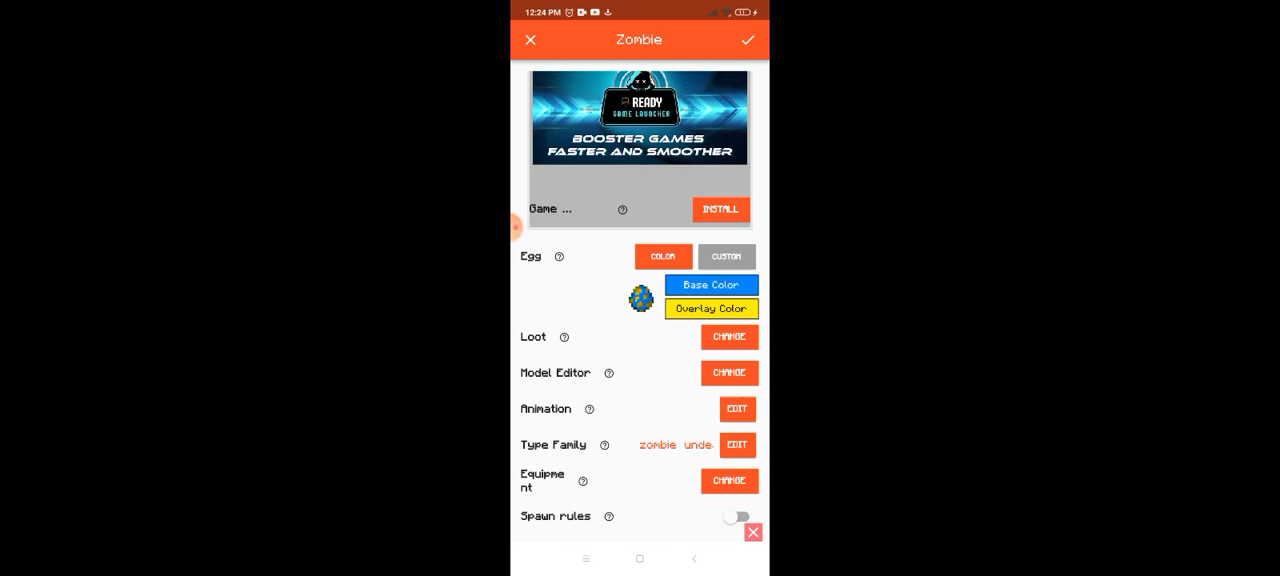 12:24 PM
Zombie
READY
GAME LAUNCHER
BOOSTER GAMES
FASTER AND SMOOTHER
Game ...
INSTALL
Egg
COLOR
CUSTOM
Base Color
Overlay Color
Loot
CHANGE
Model Editor
CHANGE
Animation
EDIT
Type Family
zombie unde
EDIT
Equipme
nt
CHANGE
Spawn rules